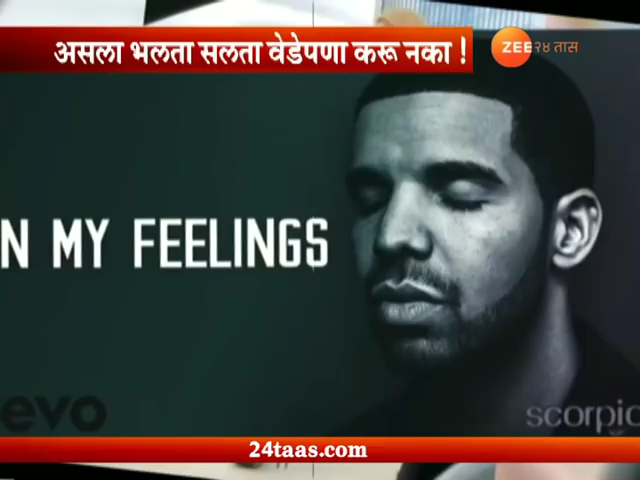 असला भलता सलता वेडेपणा करू नका !
ZEE २४ तास
N MY FEELINGS
evo
scorpio
24taas.com